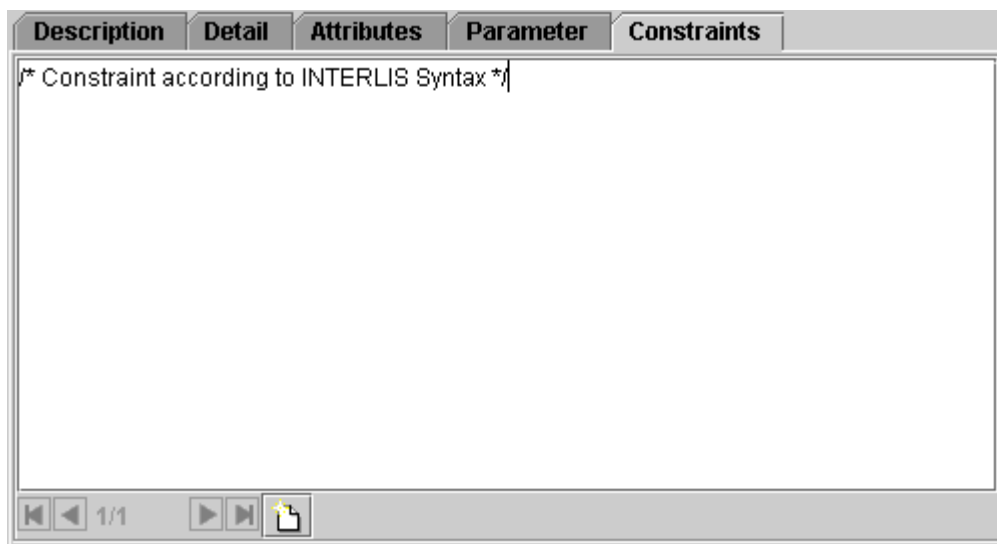 Description Detail Attributes Parameter Constraints
/* Constraint according to INTERLIS Syntax */
1/1